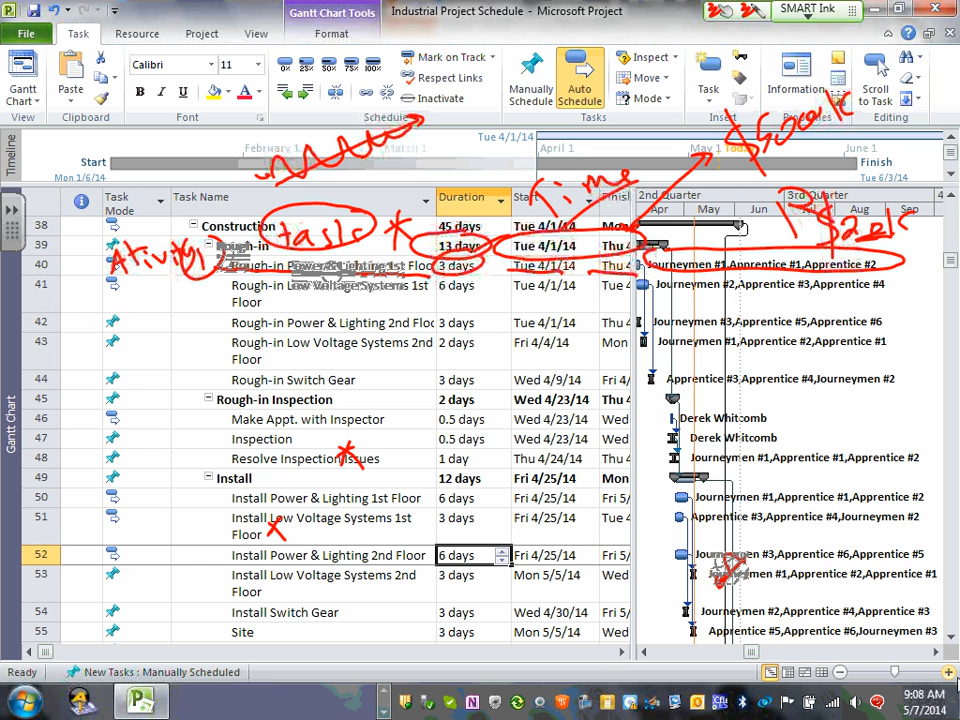 Gantt Chart Tools
Industrial Project Schedule - Microsoft Project
SMART Ink
File
Task
Resource
Project
View
Format
Gantt Chart
View
Paste
Clipboard
Calibri
11
B I U
Font
0% 25% 50% 75% 100%
Mark on Track
Respect Links
Inactivate
Schedule
Manually Schedule
Auto Schedule
Inspect
Move
Mode
Tasks
Task
Insert
Information
Properties
Scroll to Task
Editing
Timeline
Tue 4/1/14
Today
February 1
April 1
May 1
June 1
Start
Mon 1/6/14
Finish
Tue 6/3/14
$500k
Time
R$
$20k
task *
Ativity
Task Mode
Task Name
Duration
Start
Finish
2nd Quarter
3rd Quarter
4
Apr May Jun Jul Aug Sep
38 Construction 45 days Tue 4/1/14 Mon
39 Rough-in 13 days Tue 4/1/14 Thu 4
40 Rough-in Power & Lighting 1st Floor 3 days Tue 4/1/14 Thu 4 Journeymen #1,Apprentice #1,Apprentice #2
41 Rough-in Low Voltage Systems 1st Floor 6 days Tue 4/1/14 Tue 4 Journeymen #2,Apprentice #3,Apprentice #4
42 Rough-in Power & Lighting 2nd Floor 3 days Tue 4/1/14 Thu 4 Journeymen #3,Apprentice #5,Apprentice #6
43 Rough-in Low Voltage Systems 2nd Floor 2 days Fri 4/4/14 Mon Journeymen #1,Apprentice #2,Apprentice #1
44 Rough-in Switch Gear 3 days Wed 4/9/14 Fri 4/ Apprentice #3,Apprentice #4,Journeymen #2
45 Rough-in Inspection 2 days Wed 4/23/14 Thu 4
46 Make Appt. with Inspector 0.5 days Wed 4/23/14 Wed Derek Whitcomb
47 Inspection 0.5 days Wed 4/23/14 Wed Derek Whitcomb
48 Resolve Inspection Issues 1 day Thu 4/24/14 Thu 4 Journeymen #1,Apprentice #1,Apprentice #2
49 Install 12 days Fri 4/25/14 Mon
50 Install Power & Lighting 1st Floor 6 days Fri 4/25/14 Fri 5/ Journeymen #1,Apprentice #1,Apprentice #2
51 Install Low Voltage Systems 1st Floor 3 days Fri 4/25/14 Tue 4 Apprentice #3,Apprentice #4,Journeymen #2
52 Install Power & Lighting 2nd Floor 6 days Fri 4/25/14 Fri 5/ Journeymen #3,Apprentice #6,Apprentice #5
53 Install Low Voltage Systems 2nd Floor 3 days Mon 5/5/14 Wed Journeymen #1,Apprentice #2,Apprentice #1
54 Install Switch Gear 3 days Wed 4/30/14 Fri 5/ Journeymen #2,Apprentice #4,Apprentice #3
55 Site 3 days Mon 5/5/14 Wed Apprentice #5,Apprentice #6,Journeymen #3
Gantt Chart
Ready
New Tasks : Manually Scheduled
9:08 AM
5/7/2014